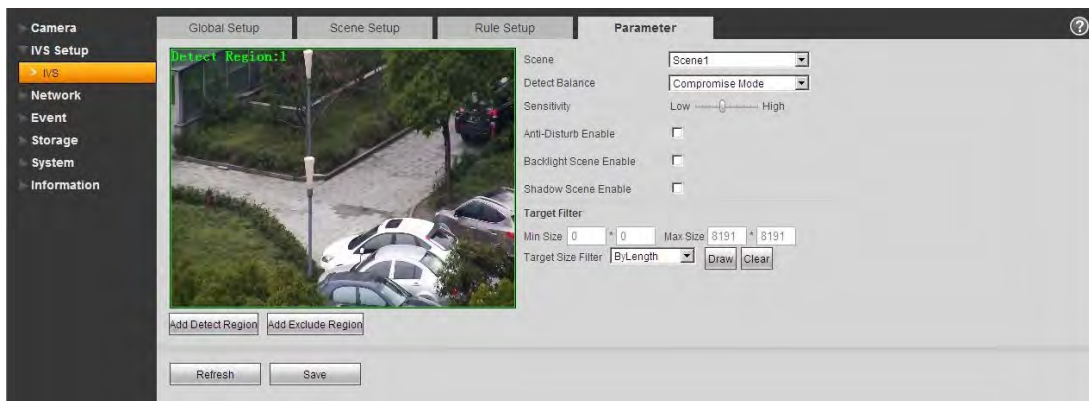 Camera
IVS Setup
> IVS
Network
Event
Storage
System
Information
Global Setup Scene Setup Rule Setup Parameter ?
Detect Region:1
Scene Scene1
Detect Balance Compromise Mode
Sensitivity Low High
Anti-Disturb Enable
Backlight Scene Enable
Shadow Scene Enable
Target Filter
Min Size 0 * 0 Max Size 8191 * 8191
Target Size Filter ByLength Draw Clear
Add Detect Region Add Exclude Region
Refresh Save